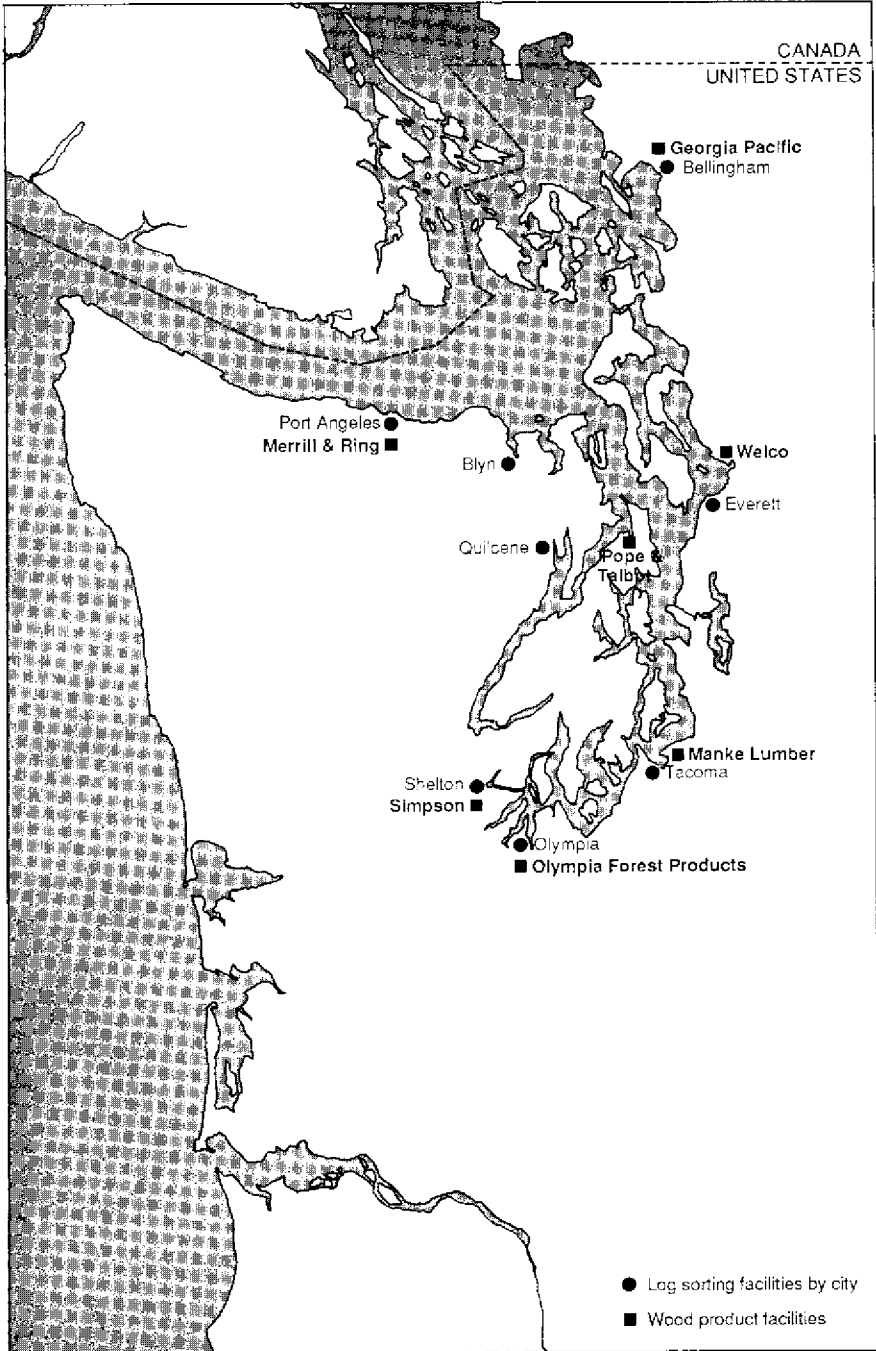 CANADA
UNITED STATES
Georgia Pacific
Bellingham
Port Angeles
Merrill & Ring
Blyn
Welco
Everett
Quilcene
Pope &
Talbot
Manke Lumber
Tacoma
Shelton
Simpson
Olympia
Olympia Forest Products
Log sorting facilities by city
Wood product facilities